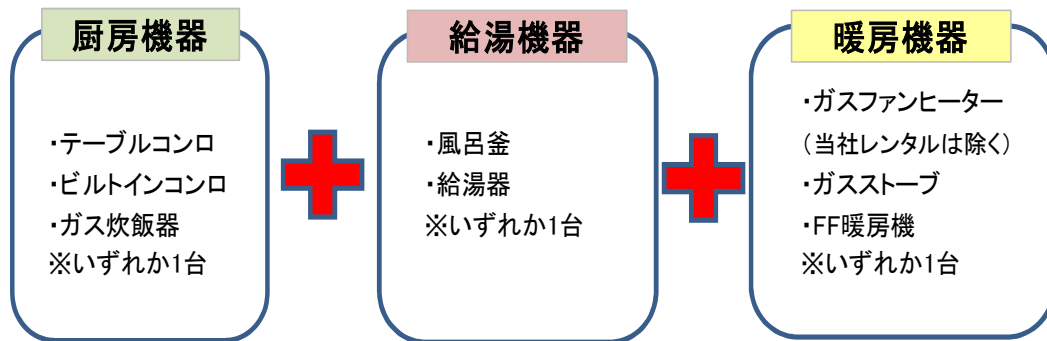 厨房機器
・テーブルコンロ
・ビルトインコンロ
・ガス炊飯器
※いずれか1台
給湯機器
・風呂釜
・給湯器
※いずれか1台
暖房機器
・ガスファンヒーター
（当社レンタルは除く）
・ガスストーブ
・FF暖房機
※いずれか1台